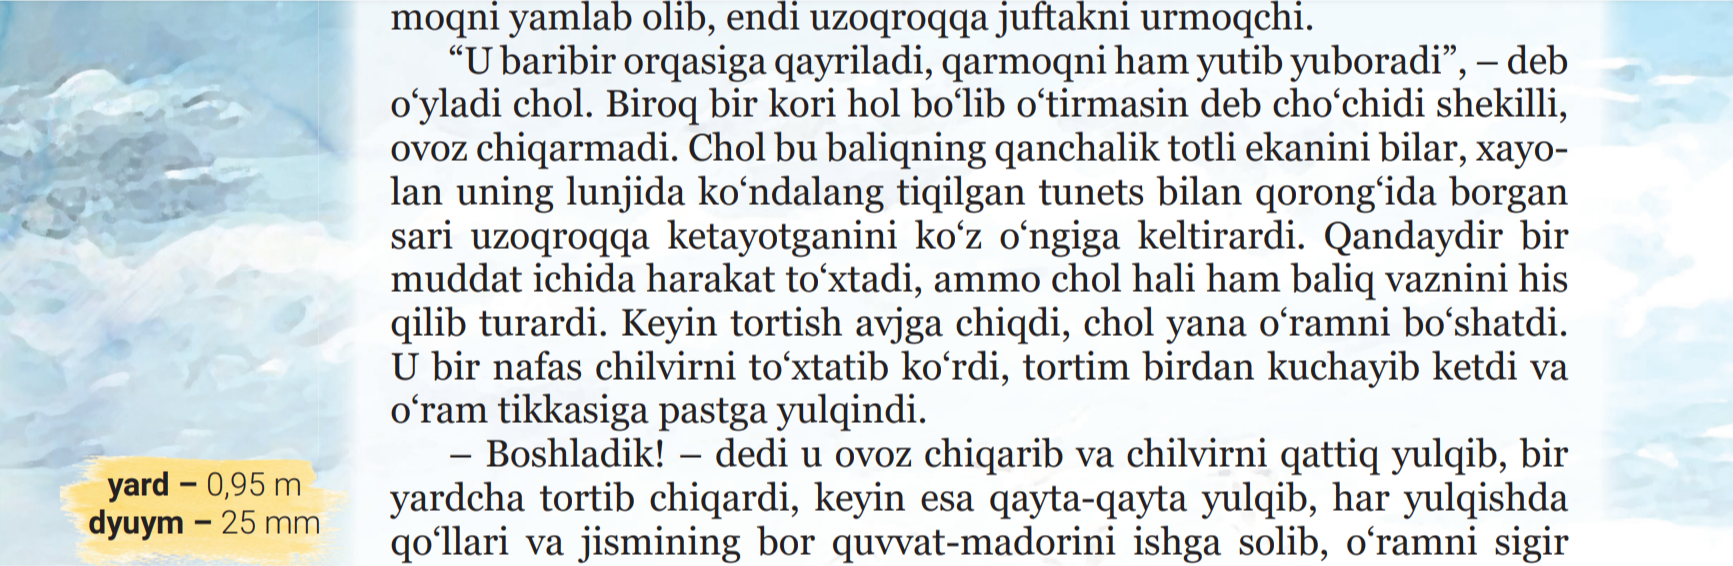 moqni yamlab olib, endi uzoqroqqa juftakni urmoqchi.
“U baribir orqasiga qayriladi, qarmoqni ham yutib yuboradi”, – deb
o‘yladi chol. Biroq bir kori hol bo‘lib o‘tirmasin deb cho‘chidi shekilli,
ovoz chiqarmadi. Chol bu baliqning qanchalik totli ekanini bilar, xayo-
lan uning lunjida ko‘ndalang tiqilgan tunets bilan qorong‘ida borgan
sari uzoqroqqa ketayotganini ko‘z o‘ngiga keltirardi. Qandaydir bir
muddat ichida harakat to‘xtadi, ammo chol hali ham baliq vaznini his
qilib turardi. Keyin tortish avjga chiqdi, chol yana o‘ramni bo‘shatdi.
U bir nafas chilvirni to‘xtatib ko‘rdi, tortim birdan kuchayib ketdi va
o‘ram tikkasiga pastga yulqindi.
– Boshladik! – dedi u ovoz chiqarib va chilvirni qattiq yulqib, bir
yardcha tortib chiqardi, keyin esa qayta-qayta yulqib, har yulqishda
qo‘llari va jismining bor quvvat-madorini ishga solib, o‘ramni sigir
yard – 0,95 m
dyuym – 25 mm